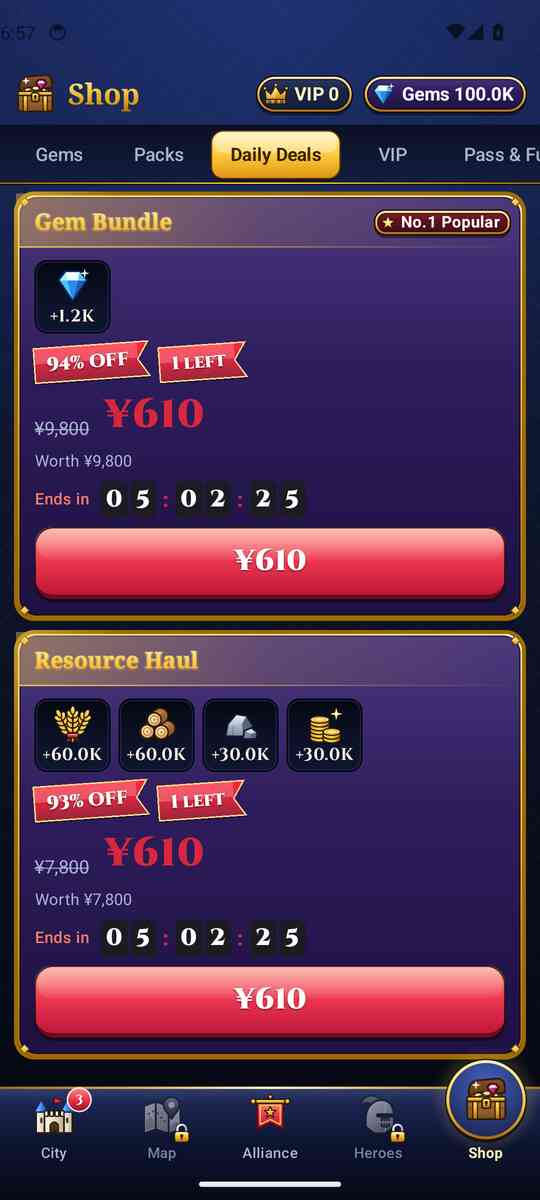 6:57
Shop
VIP 0
Gems 100.0K
Gems
Packs
Daily Deals
VIP
Pass & Fu
Gem Bundle
No.1 Popular
+1.2K
94% OFF
1 LEFT
¥9,800
¥610
Worth ¥9,800
Ends in 05:02:25
¥610
Resource Haul
+60.0K
+60.0K
+30.0K
+30.0K
93% OFF
1 LEFT
¥7,800
¥610
Worth ¥7,800
Ends in 05:02:25
¥610
3
City
Map
Alliance
Heroes
Shop